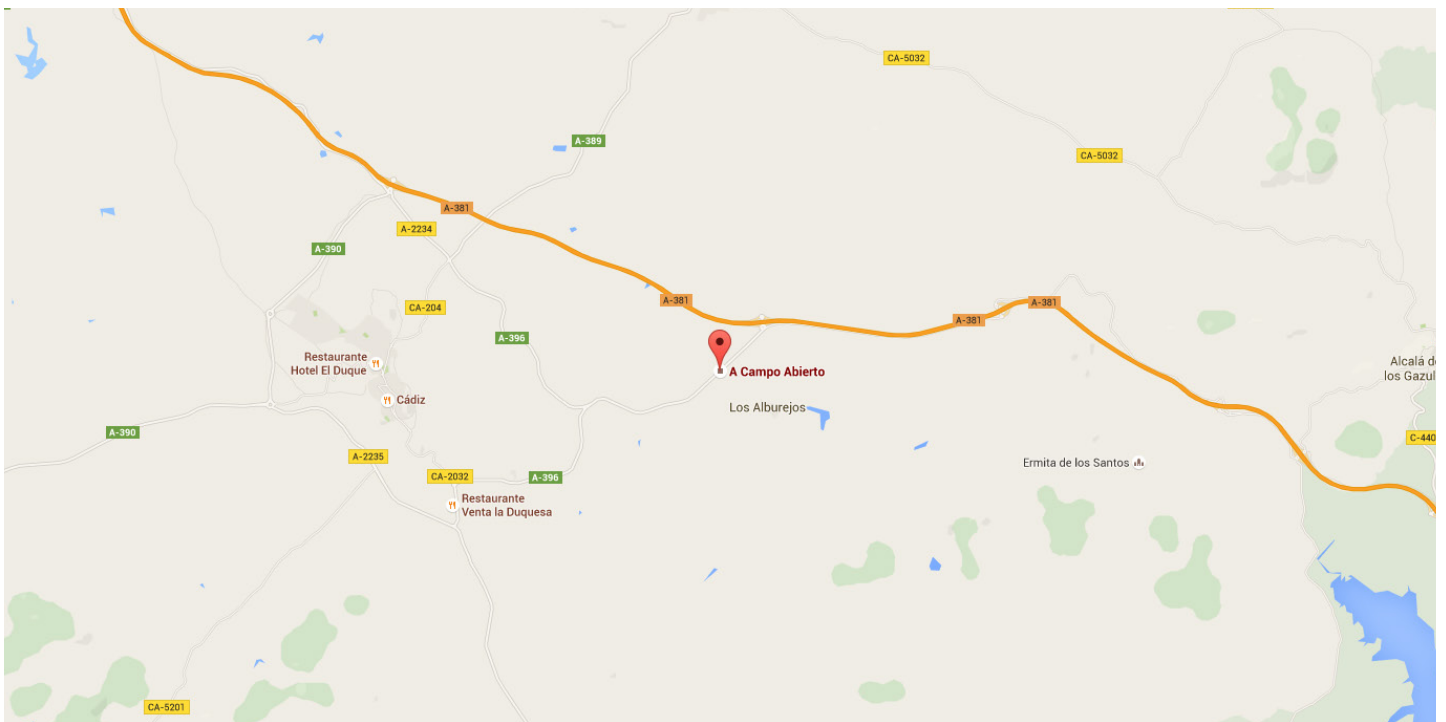 CA-5032
A-389
CA-5032
A-381
A-2234
A-390
CA-204
A-381
A-381
A-381
A-396
Restaurante
Hotel El Duque
A Campo Abierto
Alcalá d
los Gazul
Cádiz
Los Alburejos
A-390
C-440
A-2235
Ermita de los Santos
CA-2032
A-396
Restaurante
Venta la Duquesa
CA-5201